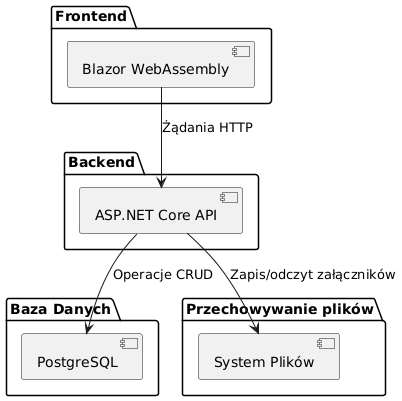 Frontend
Blazor WebAssembly
Żądania HTTP
Backend
ASP.NET Core API
Operacje CRUD
Zapis/odczyt załączników
Baza Danych
Przechowywanie plików
PostgreSQL
System Plików